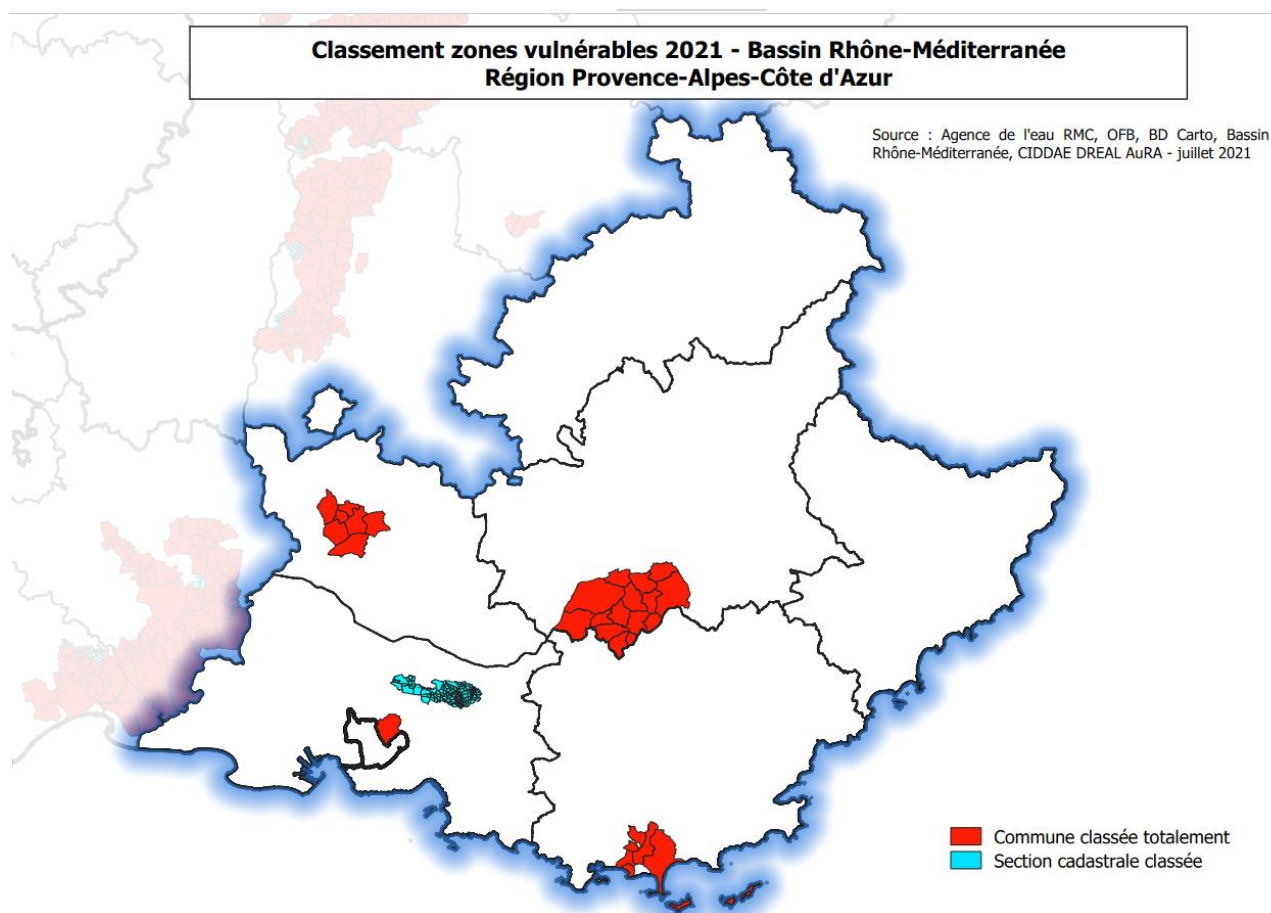 Classement zones vulnérables 2021 - Bassin Rhône-Méditerranée
Région Provence-Alpes-Côte d'Azur
Source : Agence de l'eau RMC, OFB, BD Carto, Bassin
Rhône-Méditerranée, CIDDAE DREAL AuRA - juillet 2021
Commune classée totalement
Section cadastrale classée